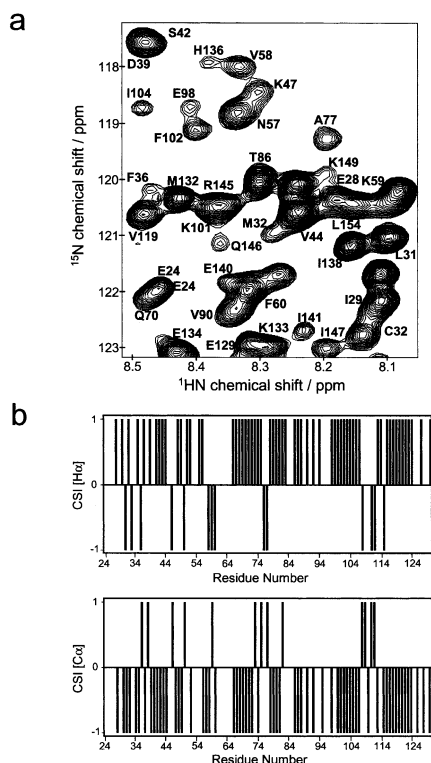 a
S42
D39
H136
V58
I104
E98
K47
F102
N57
A77
T86
K149
F36
M132
R145
E28
K59
V119
K101
M32
V44
L154
Q146
I138
L31
E24
E24
E140
I29
Q70
V90
F60
C32
E134
E129
K133
I141
I147
118
119
120
121
122
123
15N chemical shift / ppm
8.5 8.4 8.3 8.2 8.1
1HN chemical shift / ppm
b
CSI [Hα]
1
0
-1
24 34 44 54 64 74 84 94 104 114 124
Residue Number
CSI [Cα]
1
0
-1
24 34 44 54 64 74 84 94 104 114 124
Residue Number